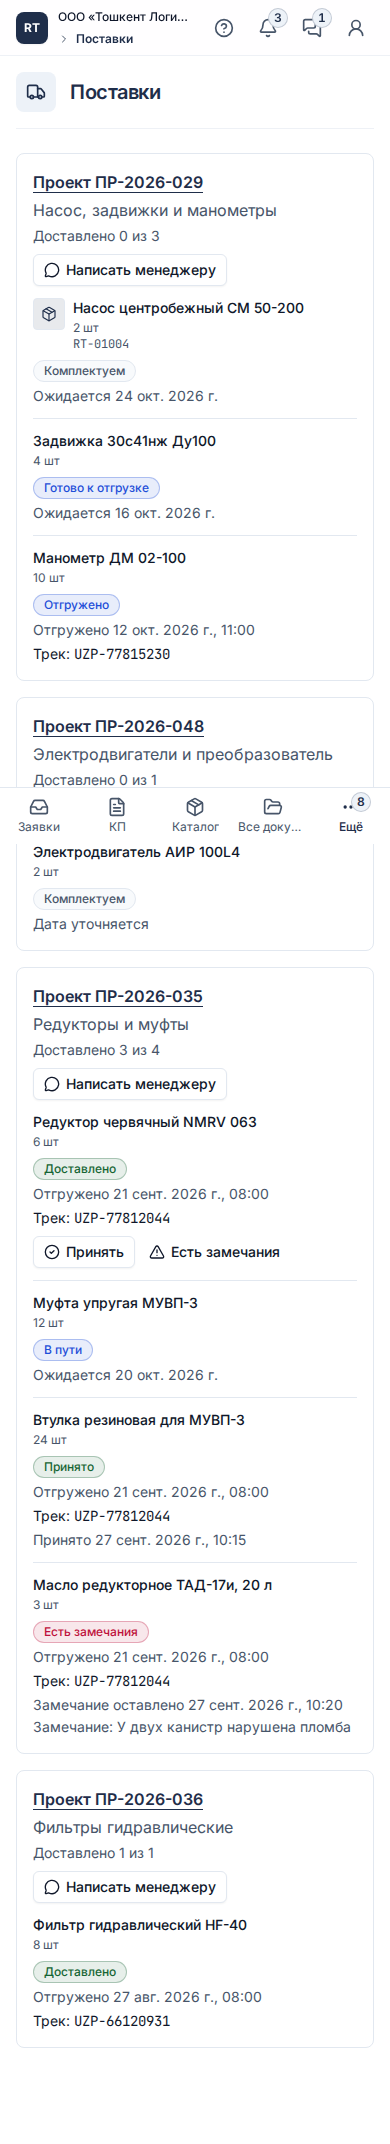 RT
ООО «Тошкент Логи...
Поставки
3
1
Поставки
Проект ПР-2026-029
Насос, задвижки и манометры
Доставлено 0 из 3
Написать менеджеру
Насос центробежный СМ 50-200
2 шт
RT-01004
Комплектуем
Ожидается 24 окт. 2026 г.
Задвижка 30с41нж Ду100
4 шт
Готово к отгрузке
Ожидается 16 окт. 2026 г.
Манометр ДМ 02-100
10 шт
Отгружено
Отгружено 12 окт. 2026 г., 11:00
Трек: UZP-77815230
Проект ПР-2026-048
Электродвигатели и преобразователь
Доставлено 0 из 1
Заявки
КП
Каталог
Все доку...
8
Ещё
Электродвигатель АИР 100L4
2 шт
Комплектуем
Дата уточняется
Проект ПР-2026-035
Редукторы и муфты
Доставлено 3 из 4
Написать менеджеру
Редуктор червячный NMRV 063
6 шт
Доставлено
Отгружено 21 сент. 2026 г., 08:00
Трек: UZP-77812044
Принять
Есть замечания
Муфта упругая МУВП-3
12 шт
В пути
Ожидается 20 окт. 2026 г.
Втулка резиновая для МУВП-3
24 шт
Принято
Отгружено 21 сент. 2026 г., 08:00
Трек: UZP-77812044
Принято 27 сент. 2026 г., 10:15
Масло редукторное ТАД-17и, 20 л
3 шт
Есть замечания
Отгружено 21 сент. 2026 г., 08:00
Трек: UZP-77812044
Замечание оставлено 27 сент. 2026 г., 10:20
Замечание: У двух канистр нарушена пломба
Проект ПР-2026-036
Фильтры гидравлические
Доставлено 1 из 1
Написать менеджеру
Фильтр гидравлический HF-40
8 шт
Доставлено
Отгружено 27 авг. 2026 г., 08:00
Трек: UZP-66120931